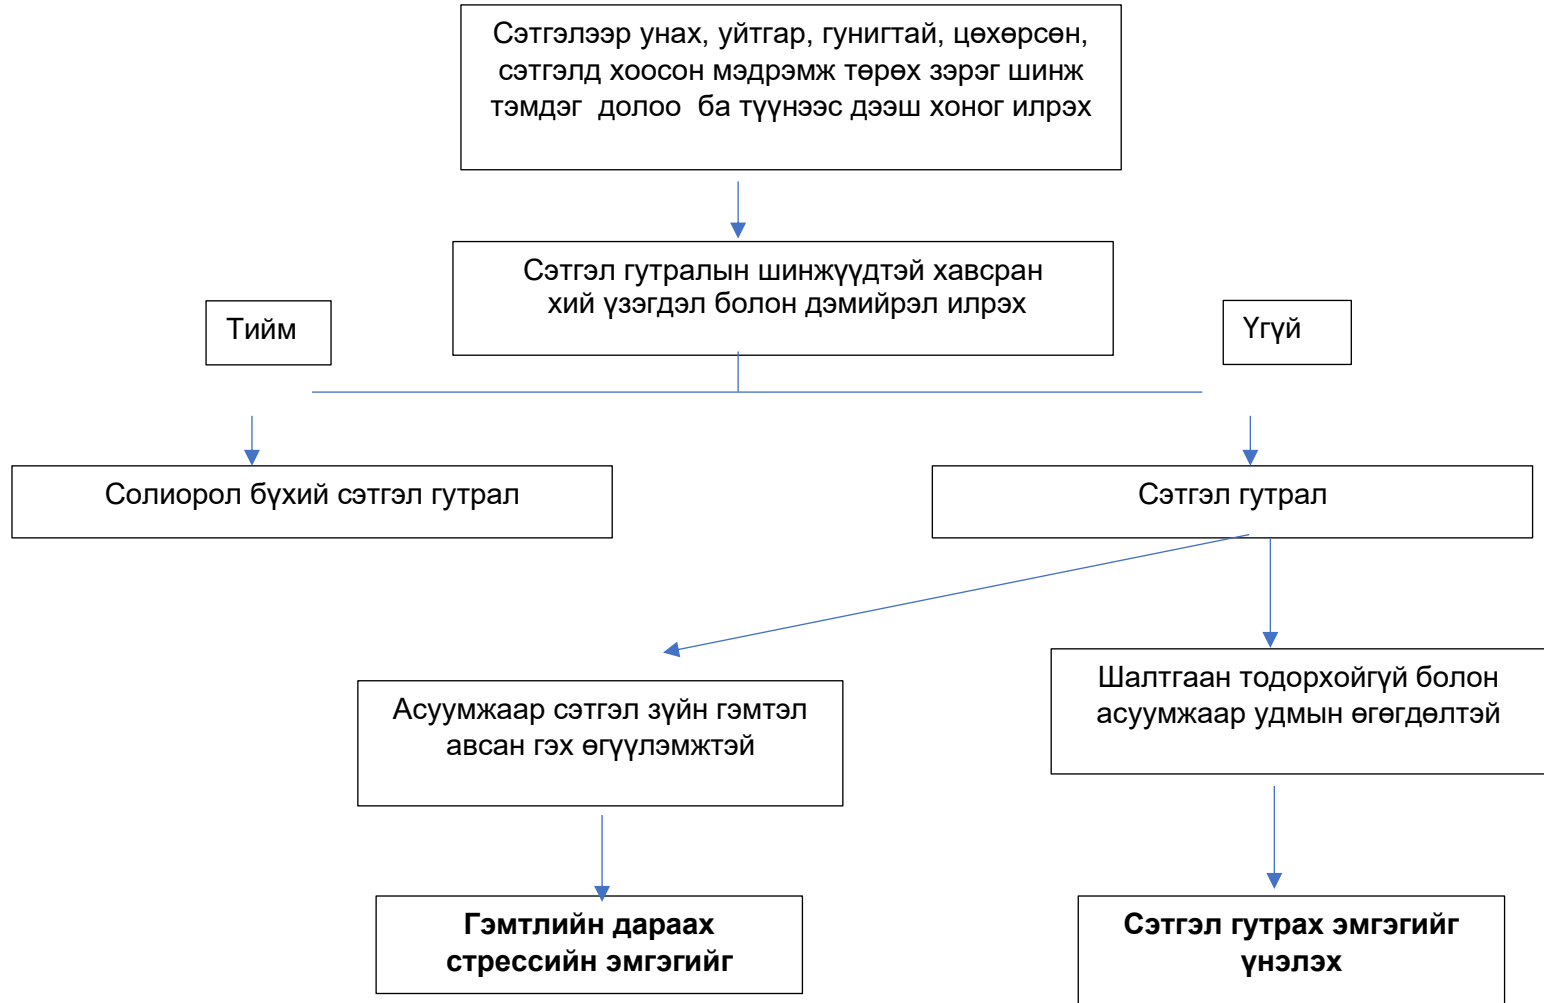 Сэтгэлээр унах, уйтгар, гунигтай, цөхөрсөн,
сэтгэлд хоосон мэдрэмж төрөх зэрэг шинж
тэмдэг долоо ба түүнээс дээш хоног илрэх
Сэтгэл гутралын шинжүүдтэй хавсран
хий үзэгдэл болон дэмийрэл илрэх
Тийм
Үгүй
Солиорол бүхий сэтгэл гутрал
Сэтгэл гутрал
Асуумжаар сэтгэл зүйн гэмтэл
авсан гэх өгүүлэмжтэй
Шалтгаан тодорхойгүй болон
асуумжаар удмын өгөгдөлтэй
Гэмтлийн дараах
стрессийн эмгэгийг
Сэтгэл гутрах эмгэгийг
үнэлэх